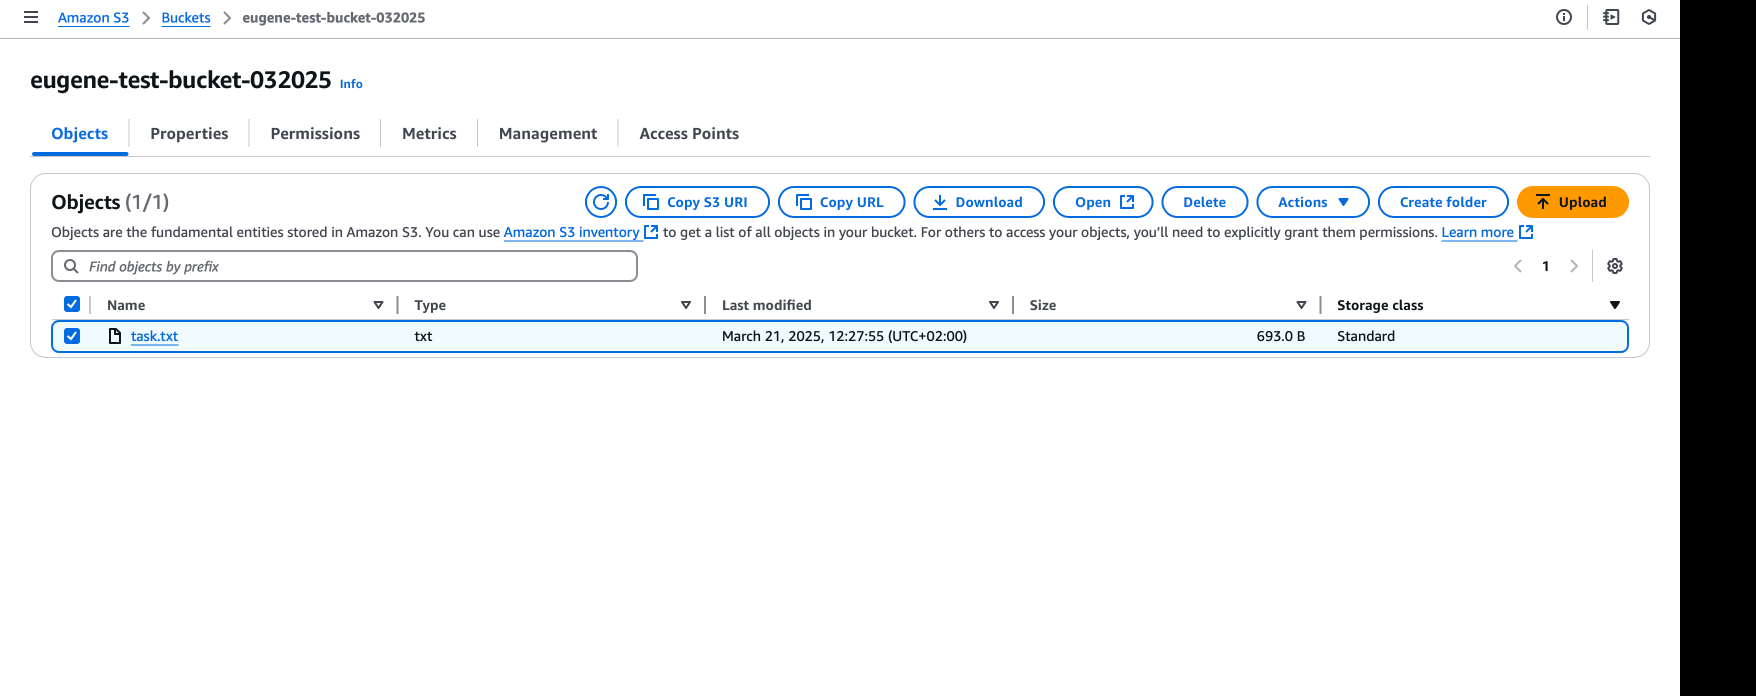 Amazon S3 > Buckets > eugene-test-bucket-032025
eugene-test-bucket-032025 Info
Objects Properties Permissions Metrics Management Access Points
Objects (1/1) Copy S3 URI Copy URL Download Open Delete Actions Create folder Upload
Objects are the fundamental entities stored in Amazon S3. You can use Amazon S3 inventory to get a list of all objects in your bucket. For others to access your objects, you'll need to explicitly grant them permissions. Learn more
Find objects by prefix
1
Name Type Last modified Size Storage class
task.txt txt March 21, 2025, 12:27:55 (UTC+02:00) 693.0 B Standard